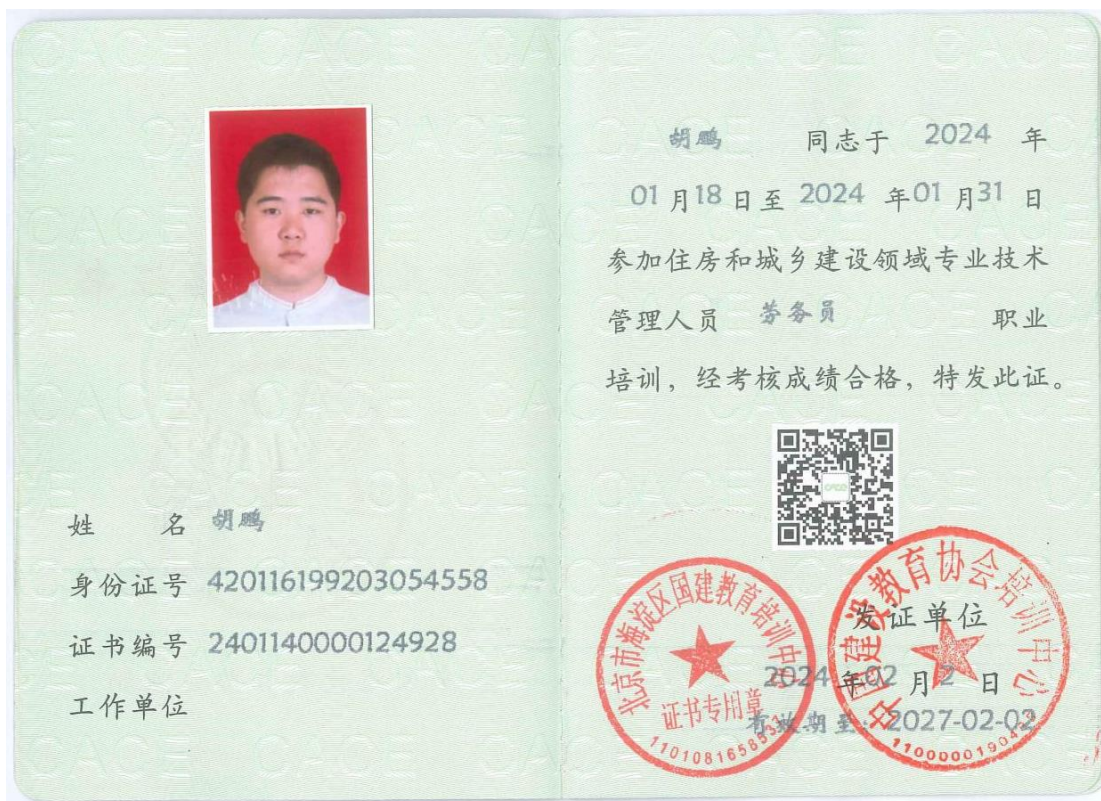 姓 名 胡鹏
身份证号 420116199203054558
证书编号 2401140000124928
工作单位
胡鹏 同志于 2024 年
01 月 18 日至 2024 年 01 月 31 日
参加住房和城乡建设领域专业技术
管理人员 劳务员 职业
培训，经考核成绩合格，特发此证。
CACE
北京市海淀区国建教育培训中心
证书专用章
中国建设教育协会培训中心
发证单位
2024 年 02 月 2 日
有效期至：2027-02-02